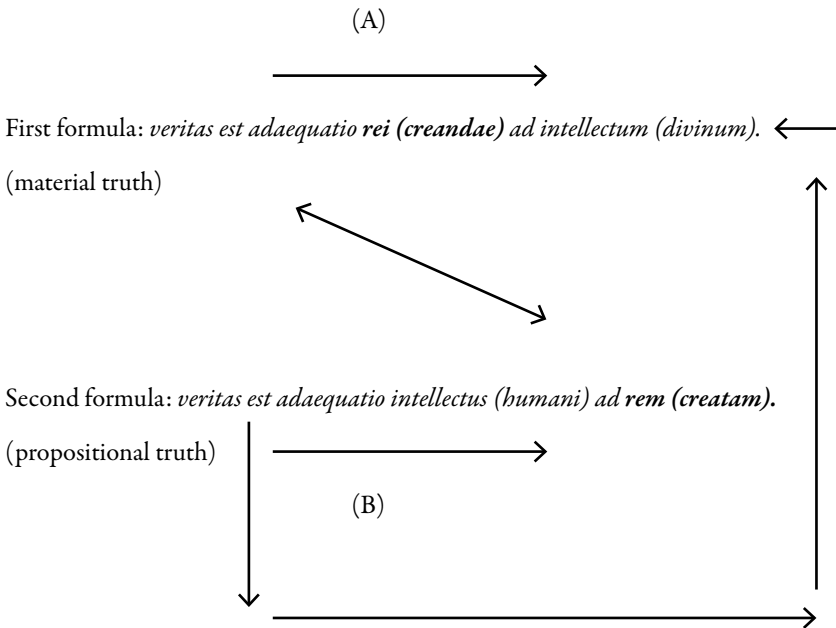 (A)
First formula: veritas est adaequatio rei (creandae) ad intellectum (divinum).
(material truth)
Second formula: veritas est adaequatio intellectus (humani) ad rem (creatam).
(propositional truth)
(B)